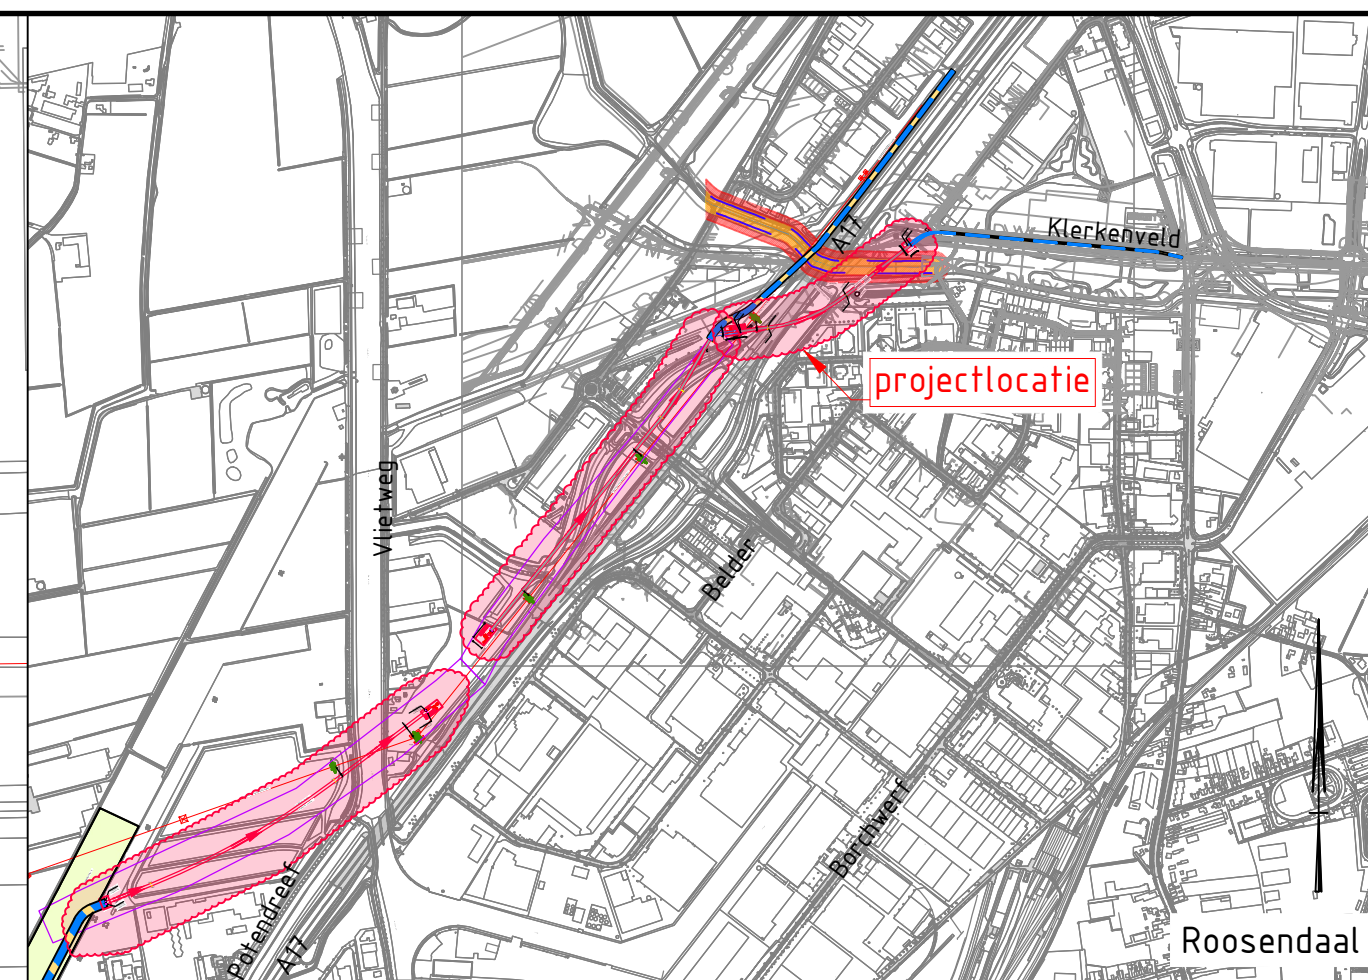 A17
Klerkenveld
projectlocatie
Vlietweg
Belder
Borchwerf
Potendreef
A17
Roosendaal